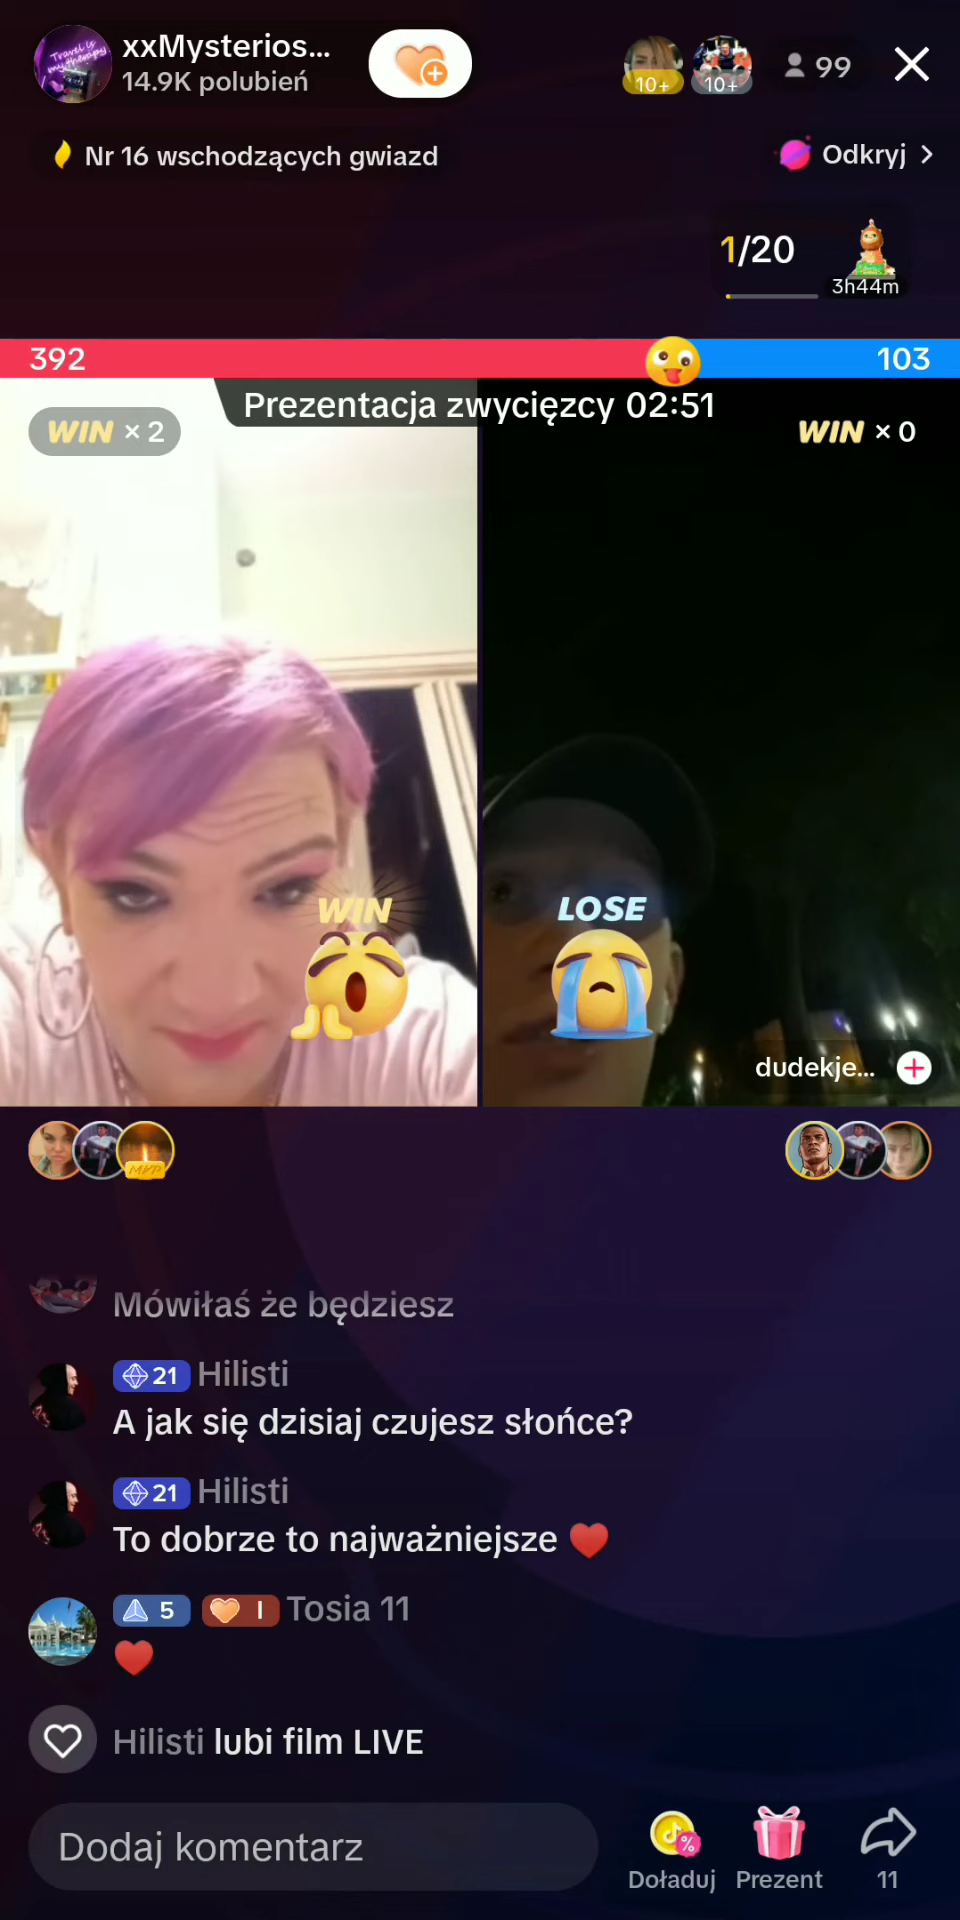 xxMysterios...
14.9K polubień
10+
10+
99
Nr 16 wschodzących gwiazd
Odkryj
1/20
3h44m
392
103
Prezentacja zwycięzcy 02:51
WIN × 2
WIN × 0
WIN
LOSE
dudekje...
Mówiłaś że będziesz
21 Hilisti
A jak się dzisiaj czujesz słońce?
21 Hilisti
To dobrze to najważniejsze
5 I Tosia 11
Hilisti lubi film LIVE
Dodaj komentarz
Doładuj
Prezent
11